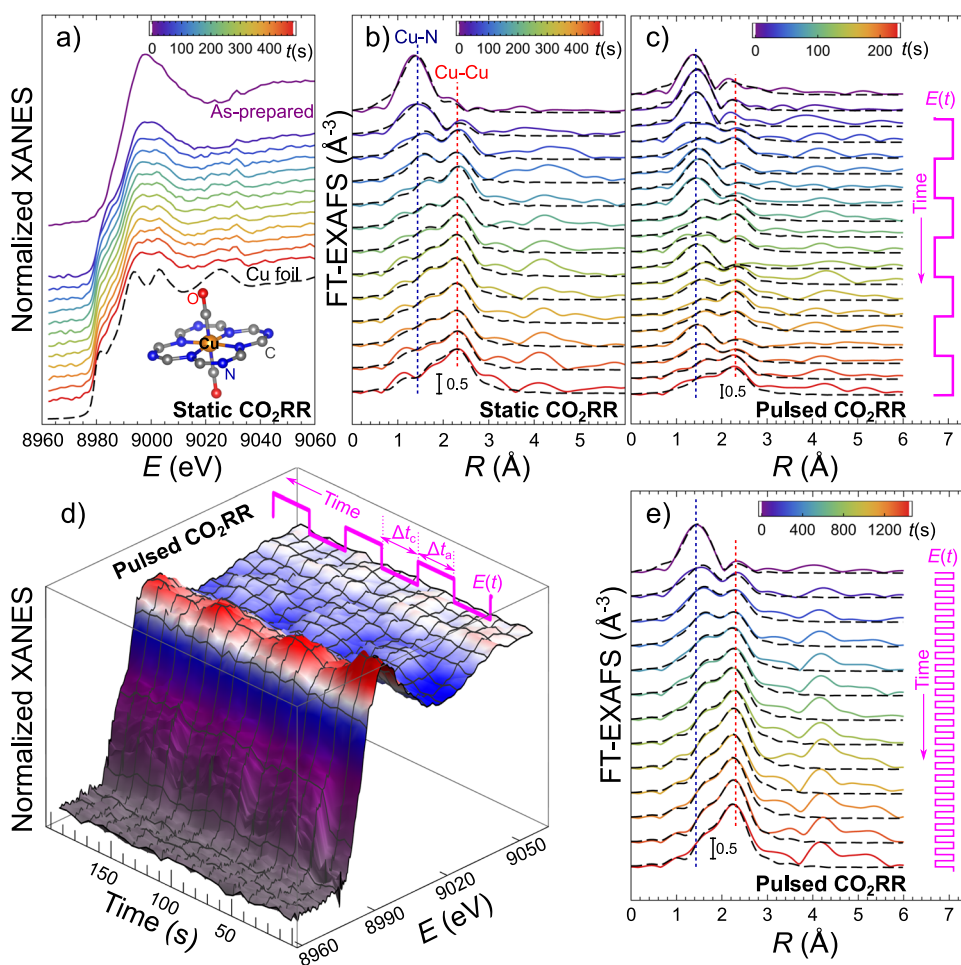 a)
0 200 400 t(s)
As-prepared
Cu foil
O
Cu
C
N
Static CO2RR
Normalized XANES
8960 8980 9000 9020 9040 9060
E (eV)
b)
0 200 400 t(s)
Cu-N
Cu-Cu
0.5
Static CO2RR
FT-EXAFS (Å-3)
0 1 2 3 4 5
R (Å)
c)
0 100 200 t(s)
E(t)
Time
0.5
Pulsed CO2RR
0 1 2 3 4 5 6 7
R (Å)
d)
Pulsed CO2RR
Time
Δtc
Δta
E(t)
Normalized XANES
150 100 50
Time (s)
8960 8990 9020 9050
E (eV)
e)
0 400 800 1200 t(s)
E(t)
Time
0.5
Pulsed CO2RR
FT-EXAFS (Å-3)
0 1 2 3 4 5 6 7
R (Å)